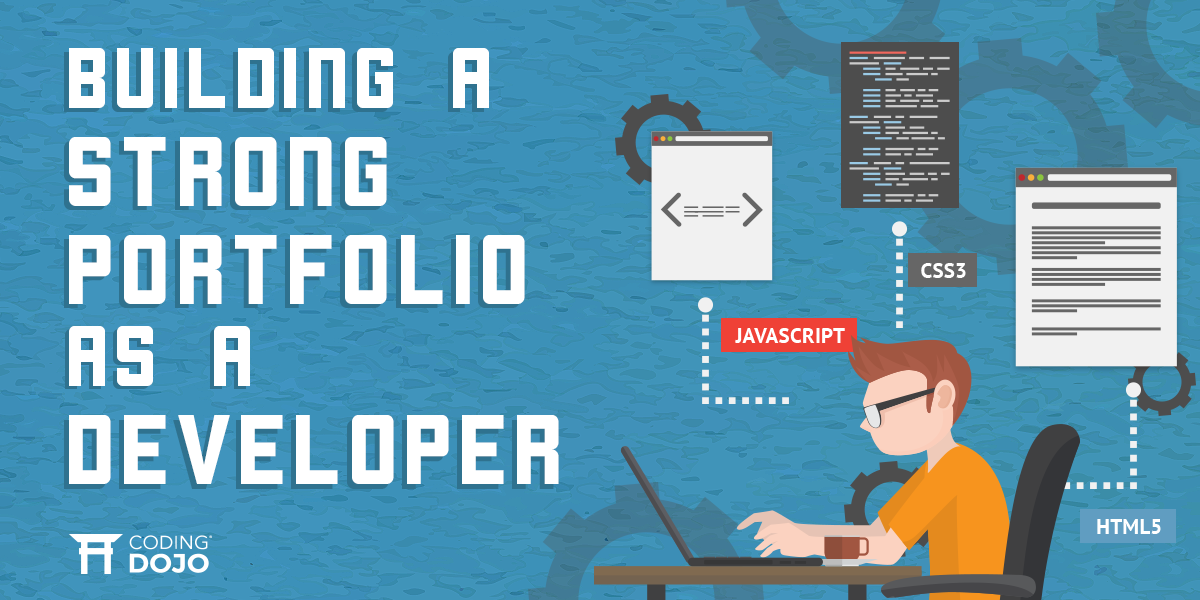 BUILDING A
STRONG
PORTFOLIO
AS A
DEVELOPER
CODING
DOJO
JAVASCRIPT
CSS3
HTML5